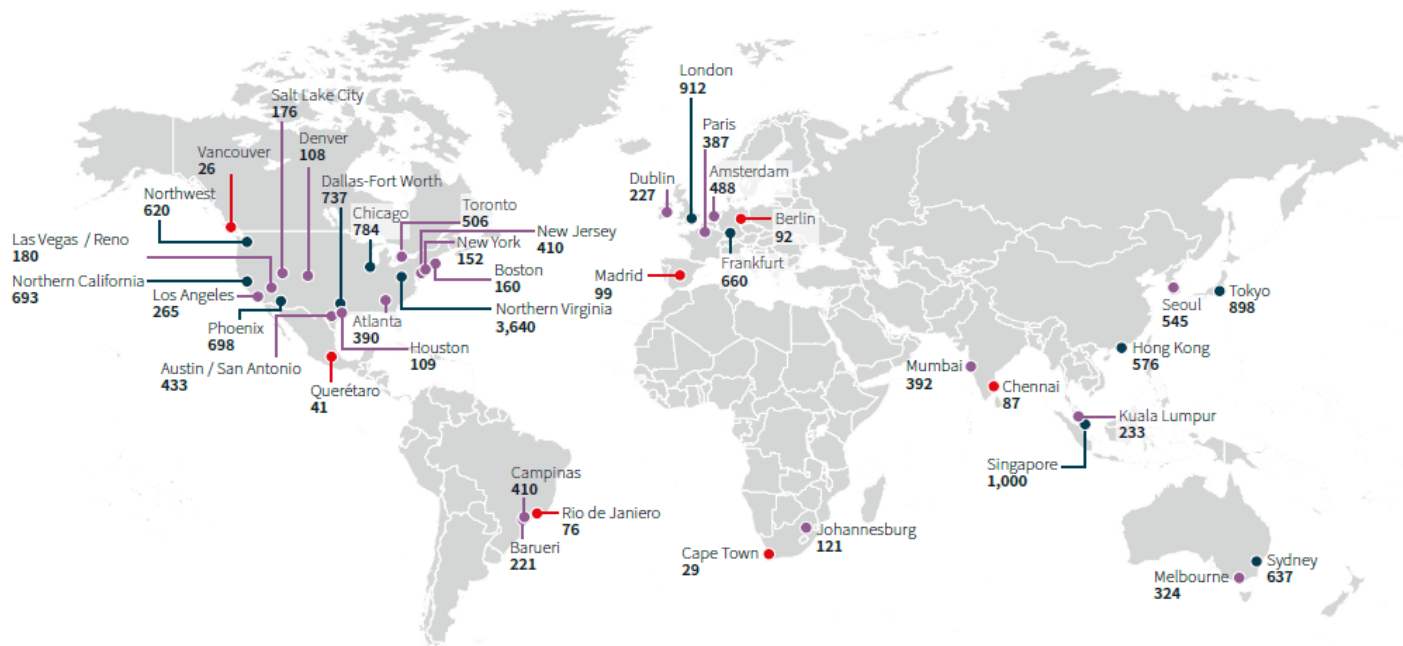 Salt Lake City
176
Denver
108
Vancouver
26
Dallas-Fort Worth
737
Northwest
620
Chicago
784
Toronto
506
New Jersey
410
Las Vegas / Reno
180
New York
152
Boston
160
Northern California
693
Los Angeles
265
Northern Virginia
3,640
Phoenix
698
Atlanta
390
Houston
109
Austin / San Antonio
433
Querétaro
41
Campinas
410
Rio de Janiero
76
Barueri
221
London
912
Paris
387
Dublin
227
Amsterdam
488
Berlin
92
Frankfurt
660
Madrid
99
Cape Town
29
Johannesburg
121
Seoul
545
Tokyo
898
Hong Kong
576
Mumbai
392
Chennai
87
Kuala Lumpur
233
Singapore
1,000
Sydney
637
Melbourne
324